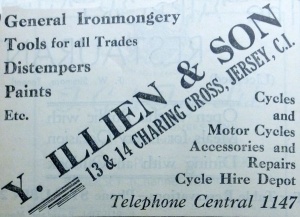 General Ironmongery
Tools for all Trades
Distempers
Paints
Etc.
Y. ILLIEN & SON
13 & 14 CHARING CROSS, JERSEY, C.I.
Cycles
and
Motor Cycles
Accessories and
Repairs
Cycle Hire Depot
Telephone Central 1147